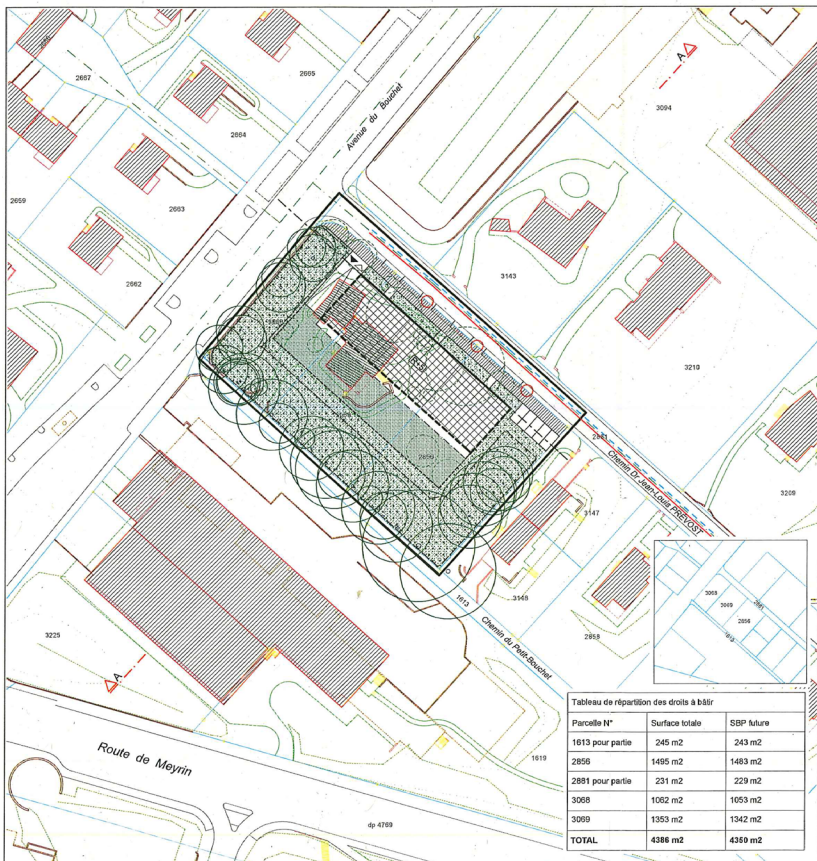 2667
2665
2664
2663
2659
2662
Avenue du Bouchet
A
3094
3143
3210
(R-S)
2856
2881
Chemin Dr Jean-Louis PRÉVOST
3209
3147
3148
2858
1613
Chemin du Petit-Bouchet
3225
A
1619
Route de Meyrin
dp 4769
3068
3069
2856
2881
1613
Tableau de répartition des droits à bâtir
Parcelle N° Surface totale SBP future
1613 pour partie 245 m2 243 m2
2856 1495 m2 1483 m2
2881 pour partie 231 m2 229 m2
3068 1062 m2 1053 m2
3069 1353 m2 1342 m2
TOTAL 4386 m2 4350 m2